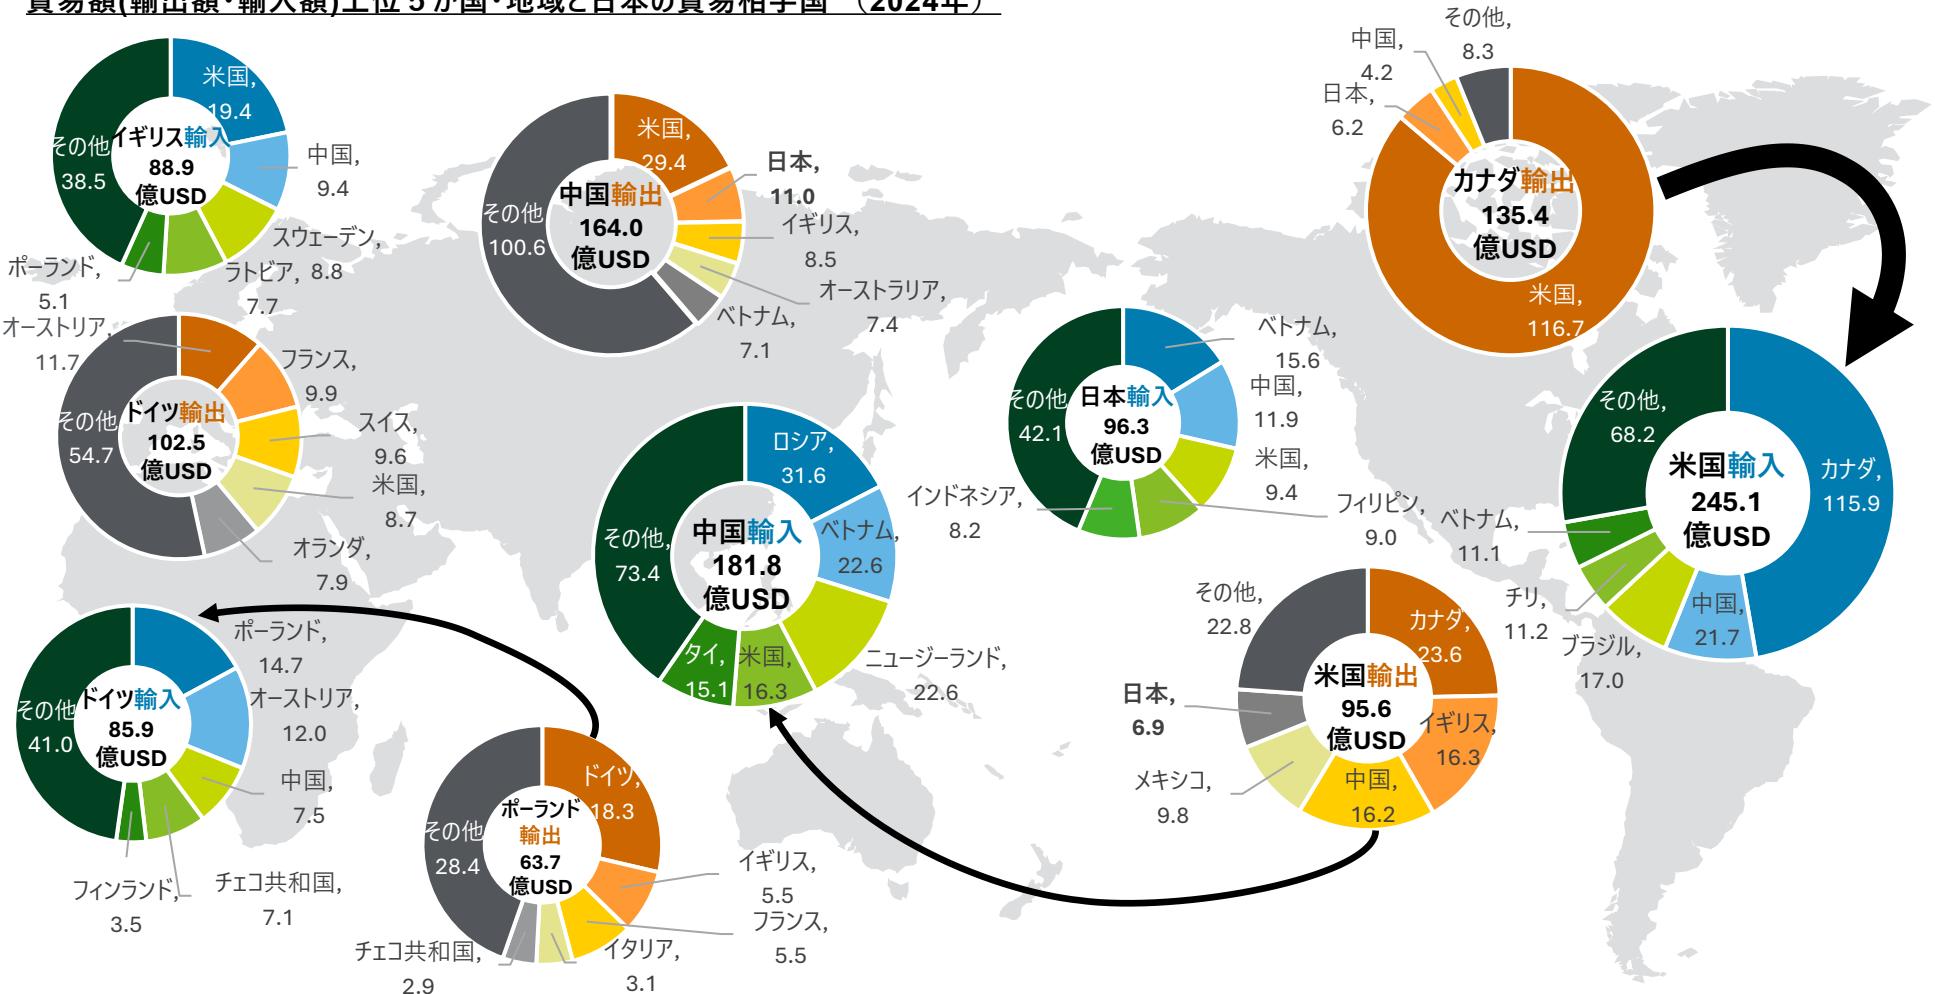 貿易額(輸出額・輸入額)上位5か国・地域と日本の貿易相手国 （2024年）
イギリス輸入
88.9
億USD
米国,
19.4
中国,
9.4
スウェーデン,
8.8
ラトビア,
7.7
ポーランド,
5.1
その他
38.5
中国輸出
164.0
億USD
米国,
29.4
日本,
11.0
イギリス,
8.5
オーストラリア,
7.4
ベトナム,
7.1
その他
100.6
カナダ輸出
135.4
億USD
米国,
116.7
日本,
6.2
中国,
4.2
その他,
8.3
ドイツ輸出
102.5
億USD
オーストリア,
11.7
フランス,
9.9
スイス,
9.6
米国,
8.7
オランダ,
7.9
その他
54.7
中国輸入
181.8
億USD
ロシア,
31.6
ベトナム,
22.6
ニュージーランド,
22.6
米国,
16.3
タイ,
15.1
その他,
73.4
日本輸入
96.3
億USD
ベトナム,
15.6
中国,
11.9
米国,
9.4
フィリピン,
9.0
インドネシア,
8.2
その他
42.1
米国輸入
245.1
億USD
カナダ,
115.9
中国,
21.7
ブラジル,
17.0
チリ,
11.2
ベトナム,
11.1
その他,
68.2
ドイツ輸入
85.9
億USD
ポーランド,
14.7
オーストリア,
12.0
中国,
7.5
チェコ共和国,
7.1
フィンランド,
3.5
その他
41.0
ポーランド
輸出
63.7
億USD
ドイツ,
18.3
イギリス,
5.5
フランス,
5.5
イタリア,
3.1
チェコ共和国,
2.9
その他
28.4
米国輸出
95.6
億USD
カナダ,
23.6
イギリス,
16.3
中国,
16.2
メキシコ,
9.8
日本,
6.9
その他,
22.8